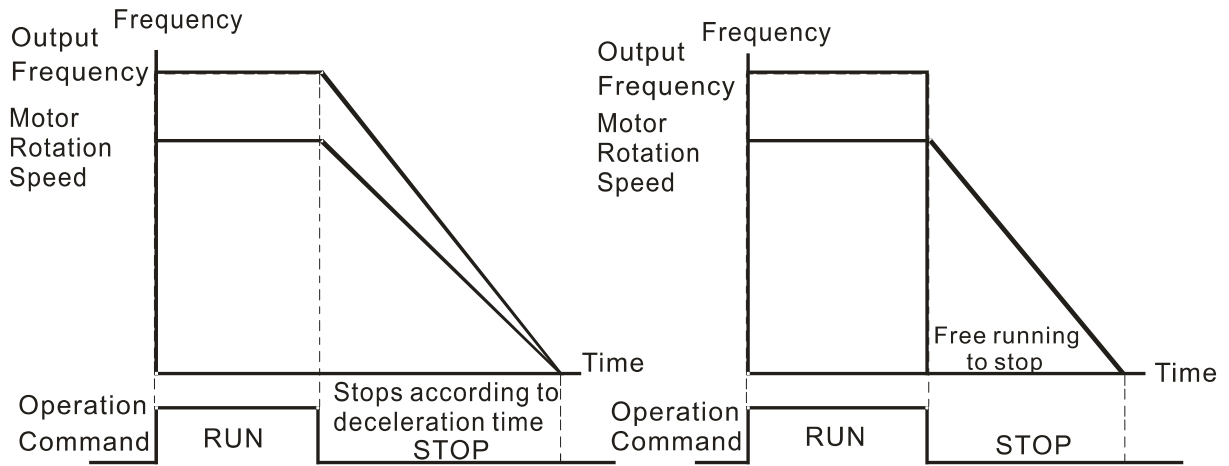 Frequency
Output
Frequency
Motor
Rotation
Speed
Time
Stops according to
deceleration time
Operation
Command
RUN
STOP
Frequency
Output
Frequency
Motor
Rotation
Speed
Free running
to stop
Time
Operation
Command
RUN
STOP